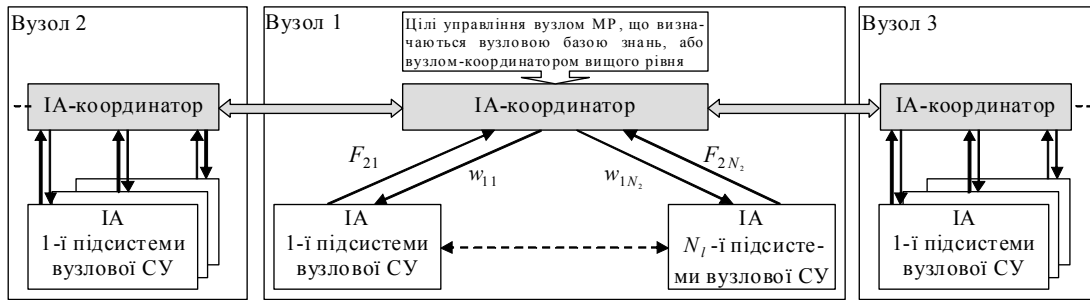 Вузол 2
Вузол 1
Вузол 3
Цілі управління вузлом МР, що визна-
чаються вузловою базою знань, або
вузлом-координатором вищого рівня
ІА-координатор
ІА-координатор
ІА-координатор
F₂₁
w₁₁
w₁N₂
F₂N₂
ІА
1-ї підсистеми
вузлової СУ
ІА
1-ї підсистеми
вузлової СУ
ІА
N_l-ї підсисте-
ми вузлової СУ
ІА
1-ї підсистеми
вузлової СУ